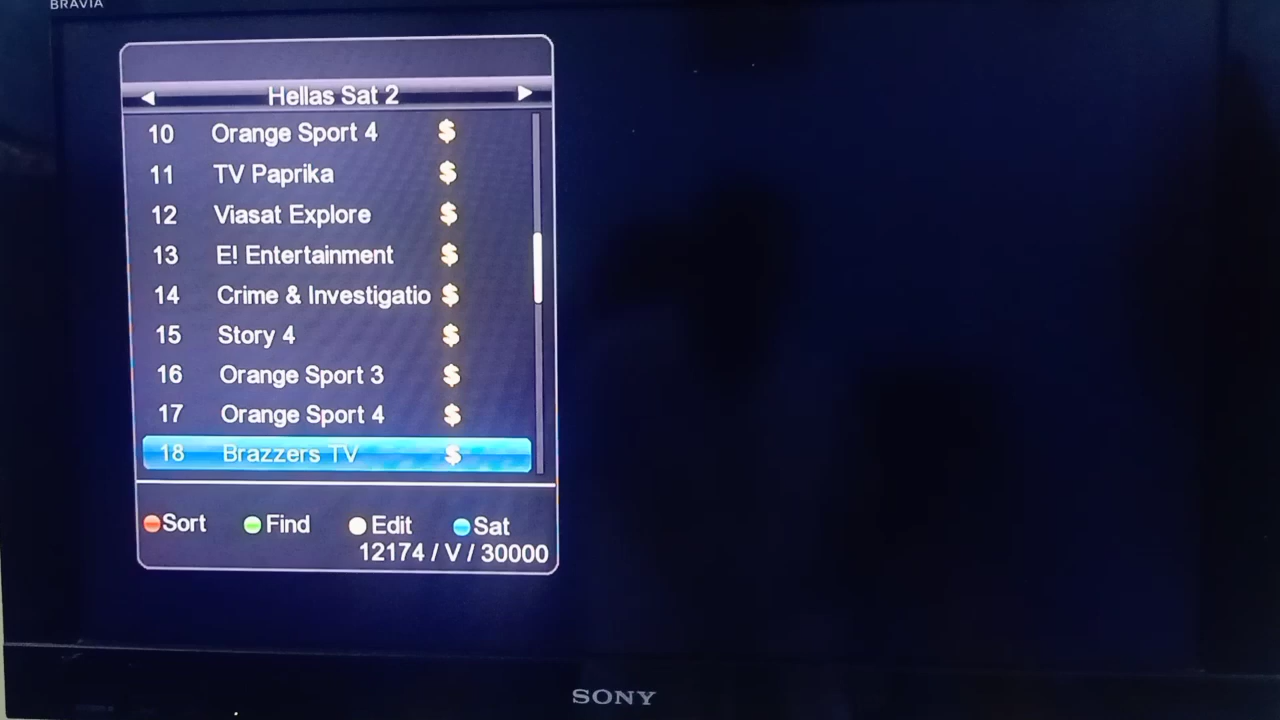 BRAVIA
Hellas Sat 2
10 Orange Sport 4 $
11 TV Paprika $
12 Viasat Explore $
13 E! Entertainment $
14 Crime & Investigatio $
15 Story 4 $
16 Orange Sport 3 $
17 Orange Sport 4 $
18 Brazzers TV $
Sort Find Edit Sat
12174 / V / 30000
SONY